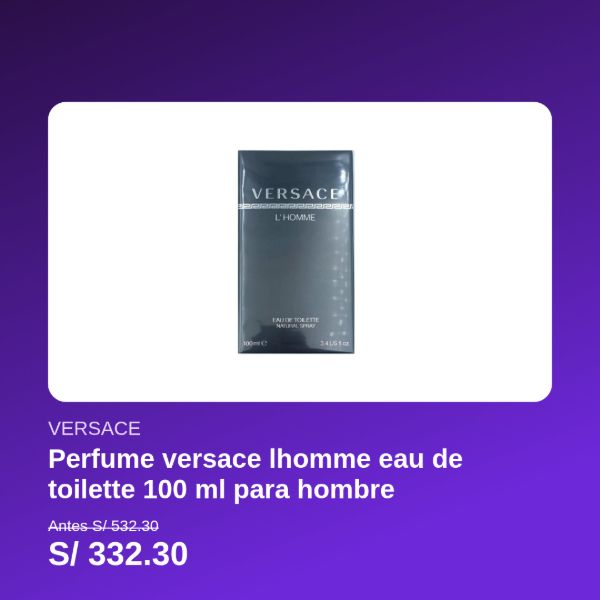 VERSACE
L'HOMME
EAU DE TOILETTE
NATURAL SPRAY
100ml e 3.4 US fl oz.
VERSACE
Perfume versace lhomme eau de
toilette 100 ml para hombre
Antes S/ 532.30
S/ 332.30